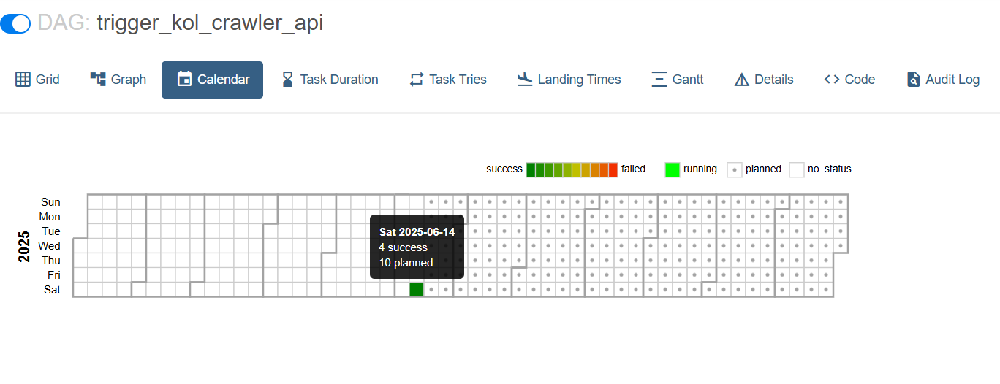 DAG: trigger_kol_crawler_api
Grid Graph Calendar Task Duration Task Tries Landing Times Gantt Details Code Audit Log
success failed running planned no_status
2025
Sun
Mon
Tue
Wed
Thu
Fri
Sat
Sat 2025-06-14
4 success
10 planned